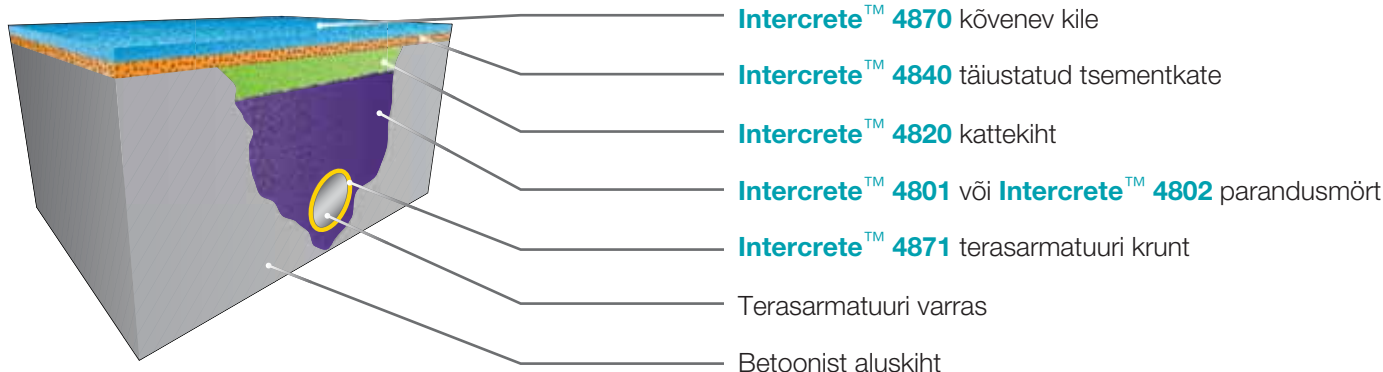 Intercrete™ 4870 kõvenev kile
Intercrete™ 4840 täiustatud tsementkate
Intercrete™ 4820 kattekiht
Intercrete™ 4801 või Intercrete™ 4802 parandusmört
Intercrete™ 4871 terasarmatuuri krunt
Terasarmatuuri varras
Betoonist aluskiht